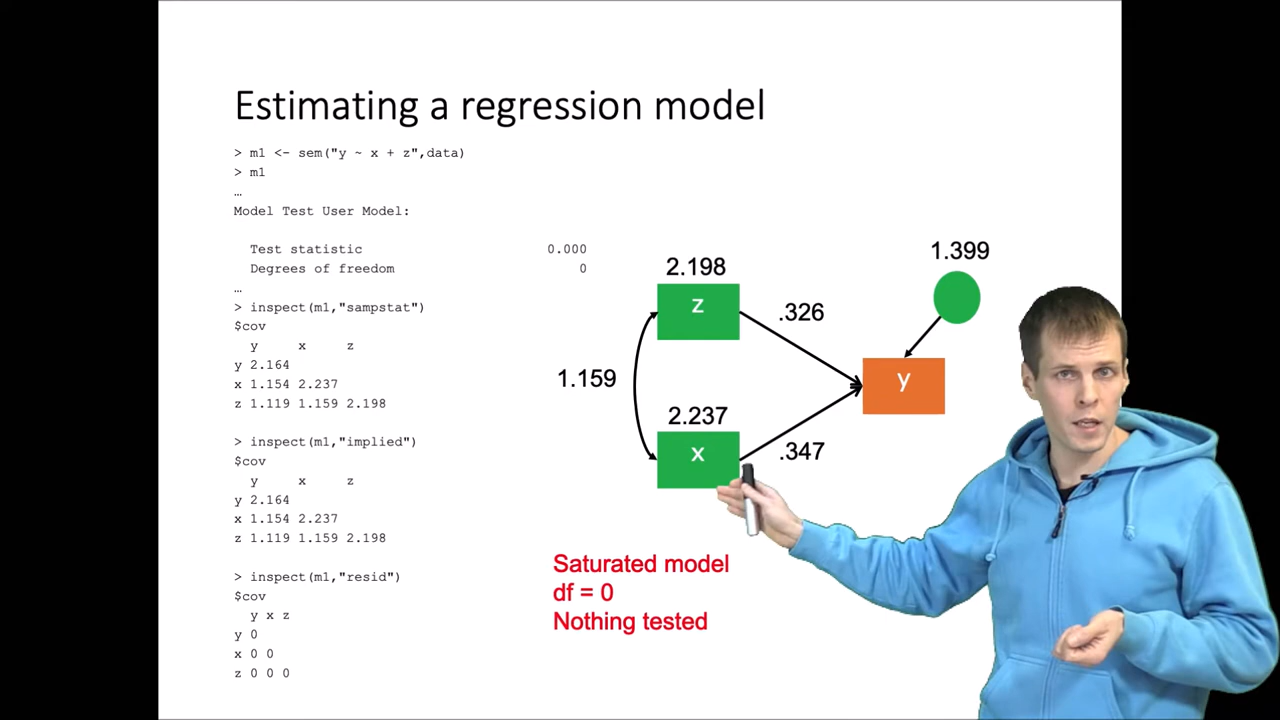 Estimating a regression model
> m1 <- sem("y ~ x + z",data)
> m1
…
Model Test User Model:
Test statistic 0.000
Degrees of freedom 0
…
> inspect(m1,"sampstat")
$cov
y x z
y 2.164
x 1.154 2.237
z 1.119 1.159 2.198
> inspect(m1,"implied")
$cov
y x z
y 2.164
x 1.154 2.237
z 1.119 1.159 2.198
> inspect(m1,"resid")
$cov
y x z
y 0
x 0 0
z 0 0 0
1.399
2.198
z
.326
1.159
y
2.237
x
.347
Saturated model
df = 0
Nothing tested